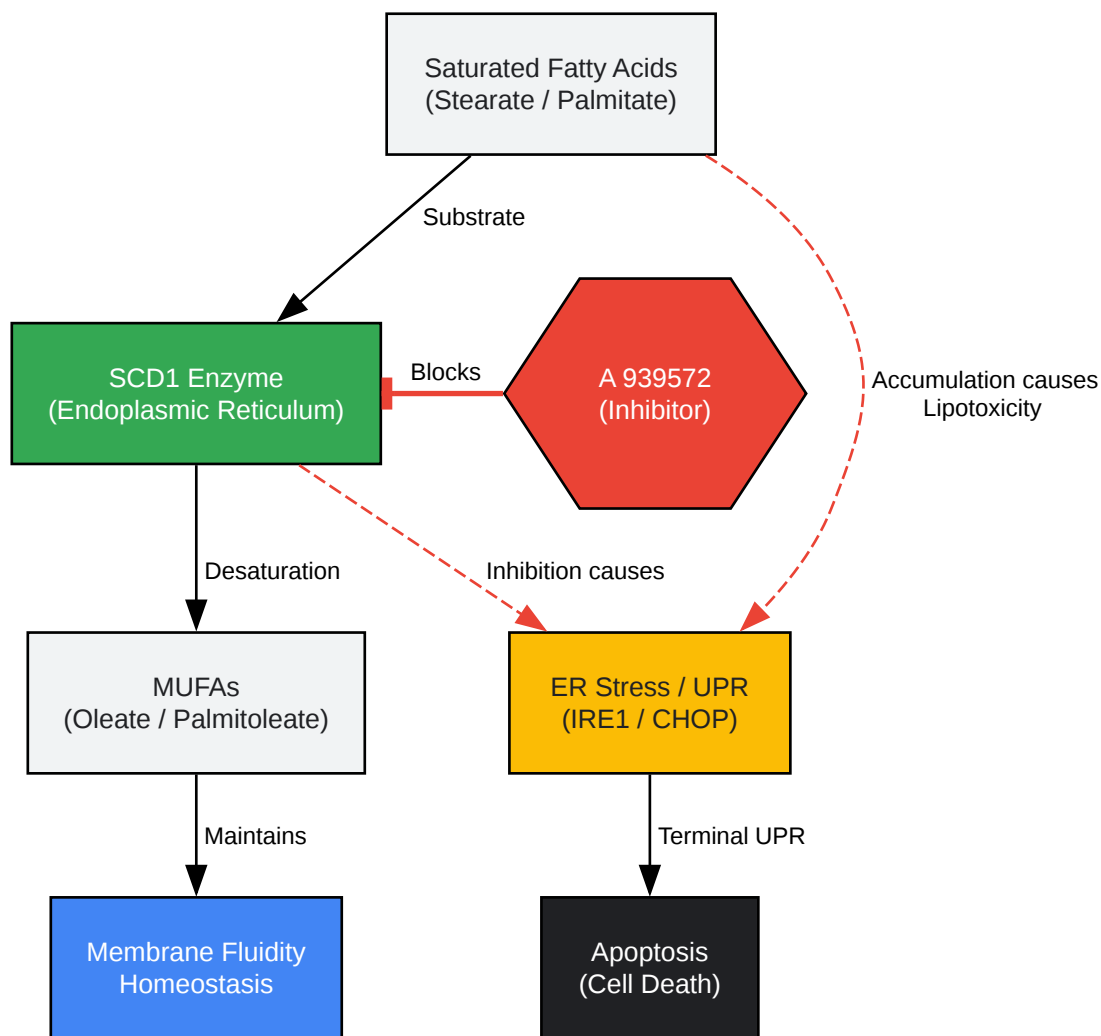 Saturated Fatty Acids
(Stearate / Palmitate)
Substrate
SCD1 Enzyme
(Endoplasmic Reticulum)
Blocks
A 939572
(Inhibitor)
Accumulation causes
Lipotoxicity
Desaturation
Inhibition causes
MUFAs
(Oleate / Palmitoleate)
ER Stress / UPR
(IRE1 / CHOP)
Maintains
Terminal UPR
Membrane Fluidity
Homeostasis
Apoptosis
(Cell Death)